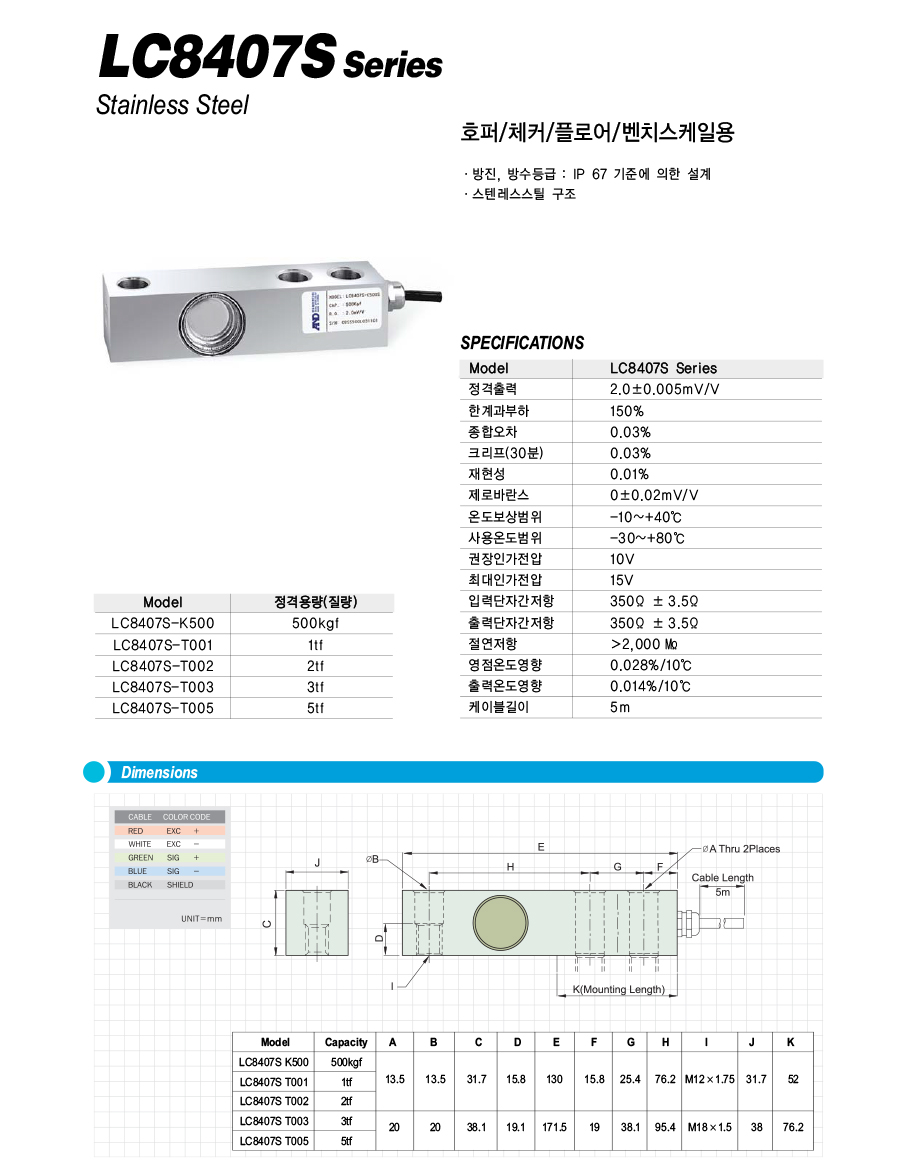 LC8407S Series
Stainless Steel
호퍼/체커/플로어/벤치스케일용
· 방진, 방수등급 : IP 67 기준에 의한 설계
· 스텐레스스틸 구조
MODEL : LC8407S-K500
CAP. : 500Kgf
R.O. : 2.0mV/V
S/N
AND
SPECIFICATIONS
Model LC8407S Series
정격출력 2.0±0.005mV/V
한계과부하 150%
종합오차 0.03%
크리프(30분) 0.03%
재현성 0.01%
제로바란스 0±0.02mV/V
온도보상범위 -10~+40℃
사용온도범위 -30~+80℃
권장인가전압 10V
최대인가전압 15V
입력단자간저항 350Ω ± 3.5Ω
출력단자간저항 350Ω ± 3.5Ω
절연저항 >2,000 ㏁
영점온도영향 0.028%/10℃
출력온도영향 0.014%/10℃
케이블길이 5m
Model 정격용량(질량)
LC8407S-K500 500kgf
LC8407S-T001 1tf
LC8407S-T002 2tf
LC8407S-T003 3tf
LC8407S-T005 5tf
Dimensions
CABLE COLOR CODE
RED EXC +
WHITE EXC -
GREEN SIG +
BLUE SIG -
BLACK SHIELD
UNIT=mm
J
C
E
H
G
F
⌀B
⌀A Thru 2Places
Cable Length
5m
D
I
K(Mounting Length)
Model Capacity A B C D E F G H I J K
LC8407S K500 500kgf
LC8407S T001 1tf 13.5 13.5 31.7 15.8 130 15.8 25.4 76.2 M12×1.75 31.7 52
LC8407S T002 2tf
LC8407S T003 3tf 20 20 38.1 19.1 171.5 19 38.1 95.4 M18×1.5 38 76.2
LC8407S T005 5tf